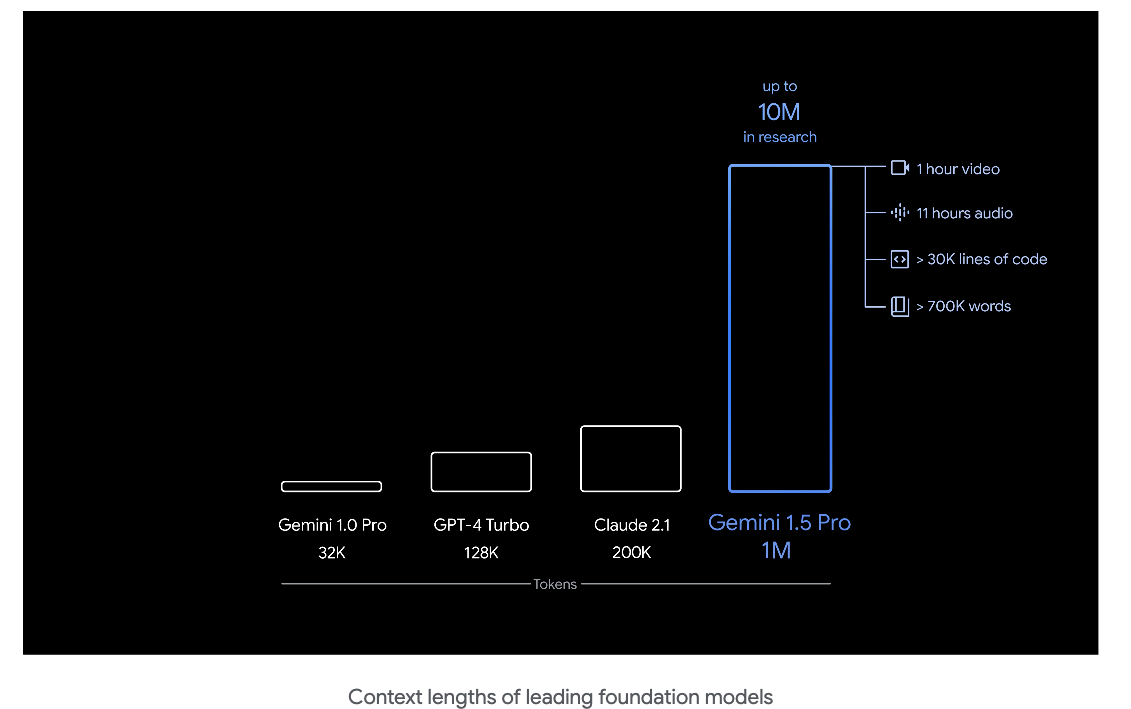 up to
10M
in research
1 hour video
11 hours audio
> 30K lines of code
> 700K words
Gemini 1.0 Pro
32K
GPT-4 Turbo
128K
Claude 2.1
200K
Gemini 1.5 Pro
1M
Tokens
Context lengths of leading foundation models